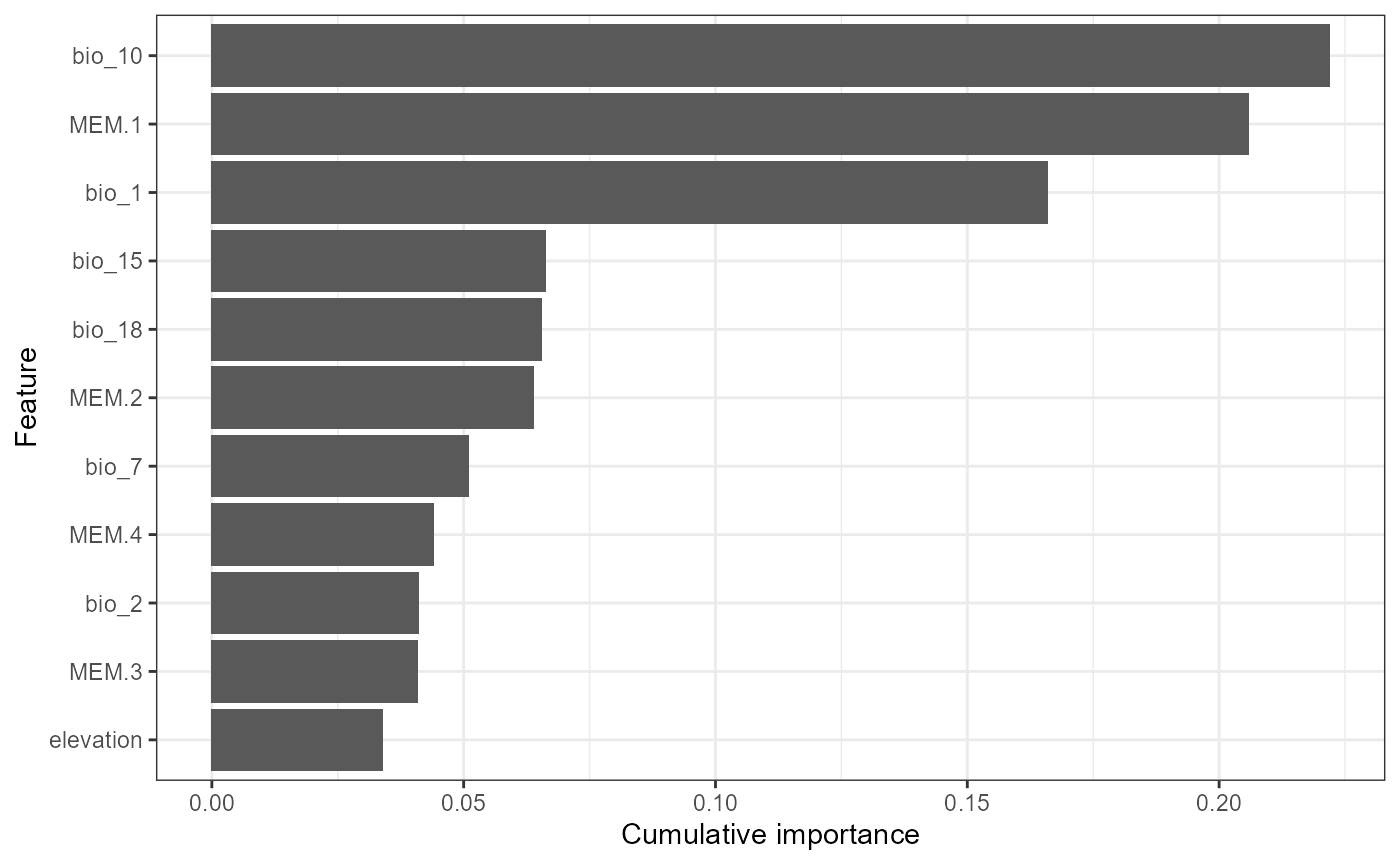 Feature
bio_10
MEM.1
bio_1
bio_15
bio_18
MEM.2
bio_7
MEM.4
bio_2
MEM.3
elevation
0.00 0.05 0.10 0.15 0.20
Cumulative importance